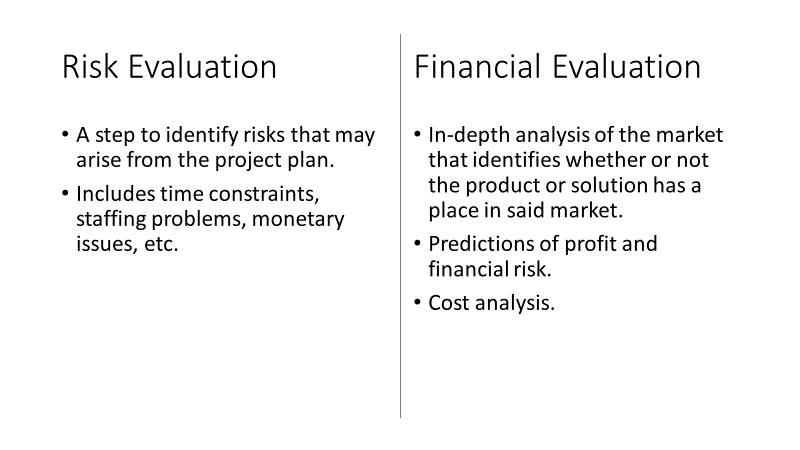 Risk Evaluation
• A step to identify risks that may
arise from the project plan.
• Includes time constraints,
staffing problems, monetary
issues, etc.
Financial Evaluation
• In-depth analysis of the market
that identifies whether or not
the product or solution has a
place in said market.
• Predictions of profit and
financial risk.
• Cost analysis.